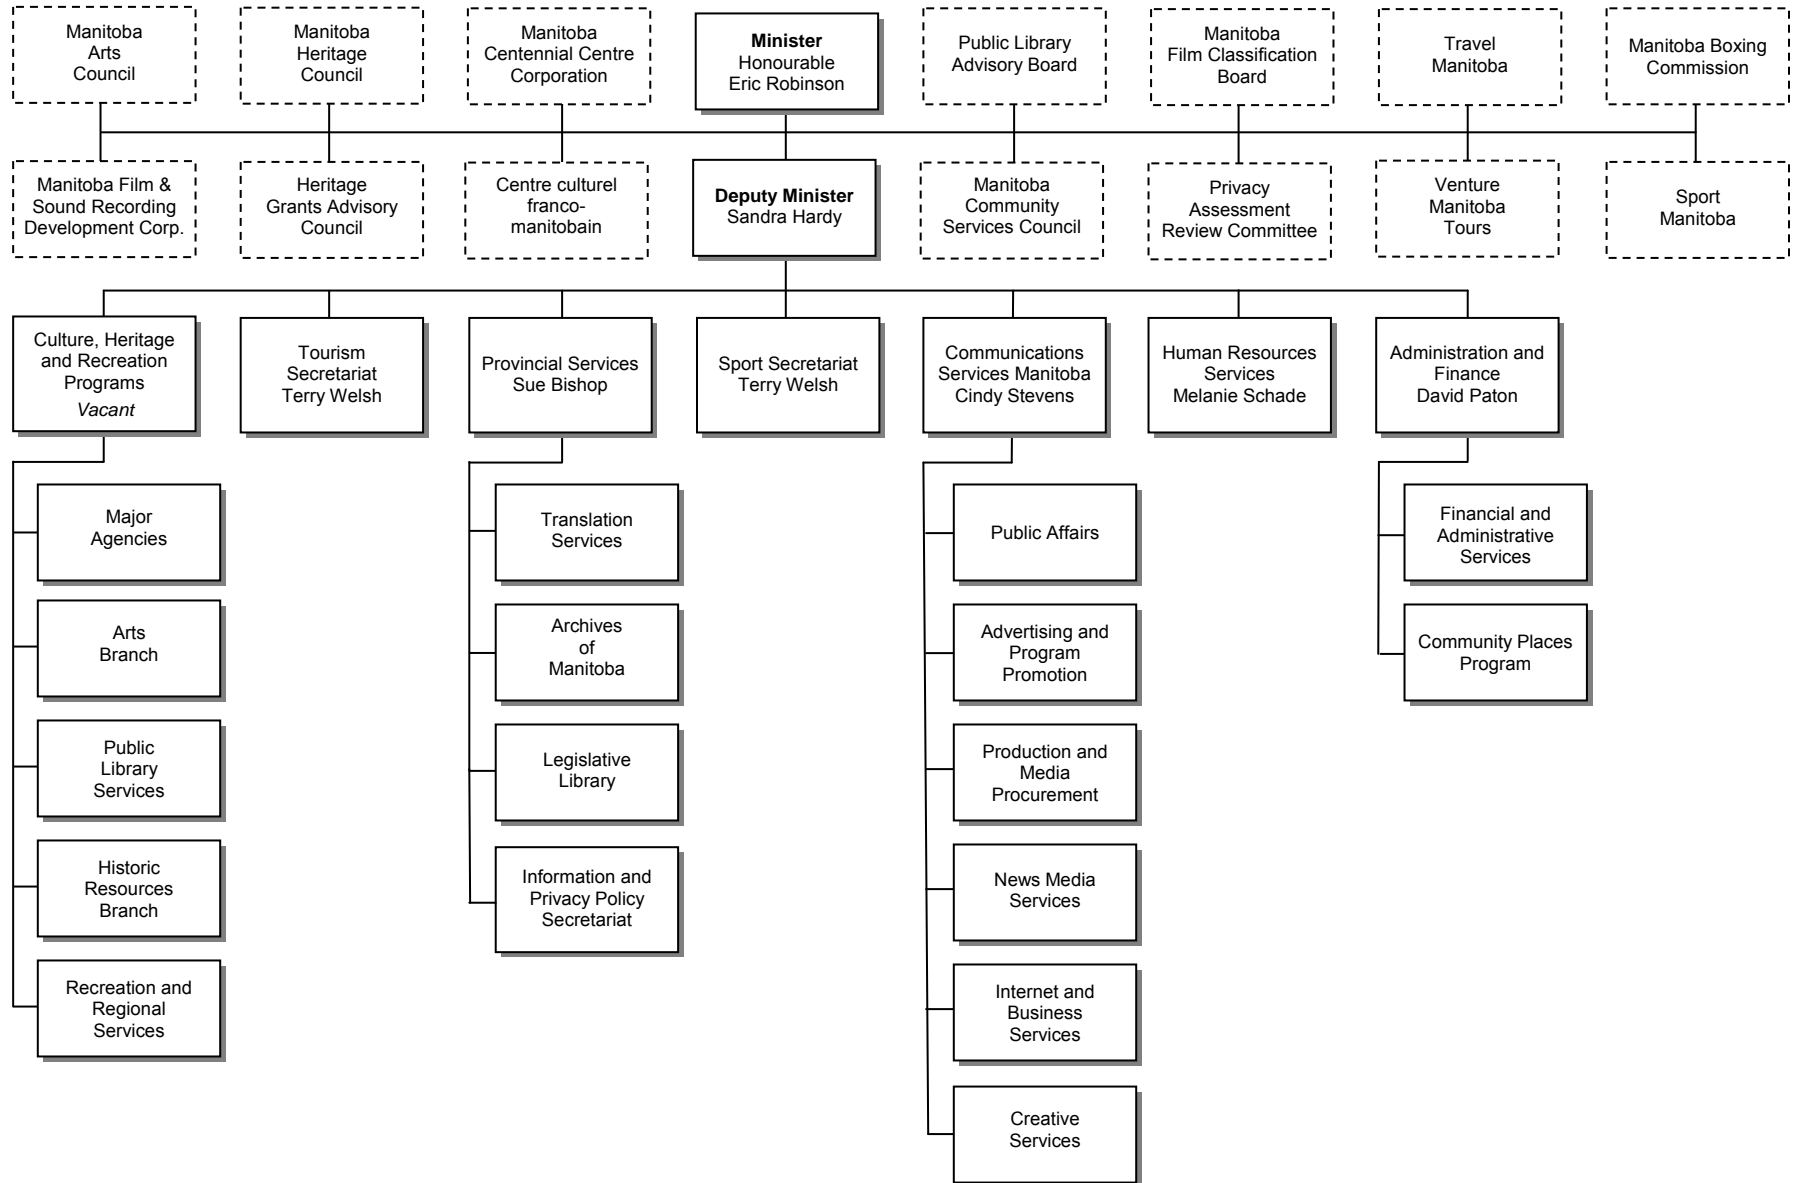 Manitoba
Arts
Council
Manitoba
Heritage
Council
Manitoba
Centennial Centre
Corporation
Minister
Honourable
Eric Robinson
Public Library
Advisory Board
Manitoba
Film Classification
Board
Travel
Manitoba
Manitoba Boxing
Commission
Manitoba Film &
Sound Recording
Development Corp.
Heritage
Grants Advisory
Council
Centre culturel
franco-
manitobain
Deputy Minister
Sandra Hardy
Manitoba
Community
Services Council
Privacy
Assessment
Review Committee
Venture
Manitoba
Tours
Sport
Manitoba
Culture, Heritage
and Recreation
Programs
Vacant
Tourism
Secretariat
Terry Welsh
Provincial Services
Sue Bishop
Sport Secretariat
Terry Welsh
Communications
Services Manitoba
Cindy Stevens
Human Resources
Services
Melanie Schade
Administration and
Finance
David Paton
Major
Agencies
Arts
Branch
Public
Library
Services
Historic
Resources
Branch
Recreation and
Regional
Services
Translation
Services
Archives
of
Manitoba
Legislative
Library
Information and
Privacy Policy
Secretariat
Public Affairs
Advertising and
Program
Promotion
Production and
Media
Procurement
News Media
Services
Internet and
Business
Services
Creative
Services
Financial and
Administrative
Services
Community Places
Program